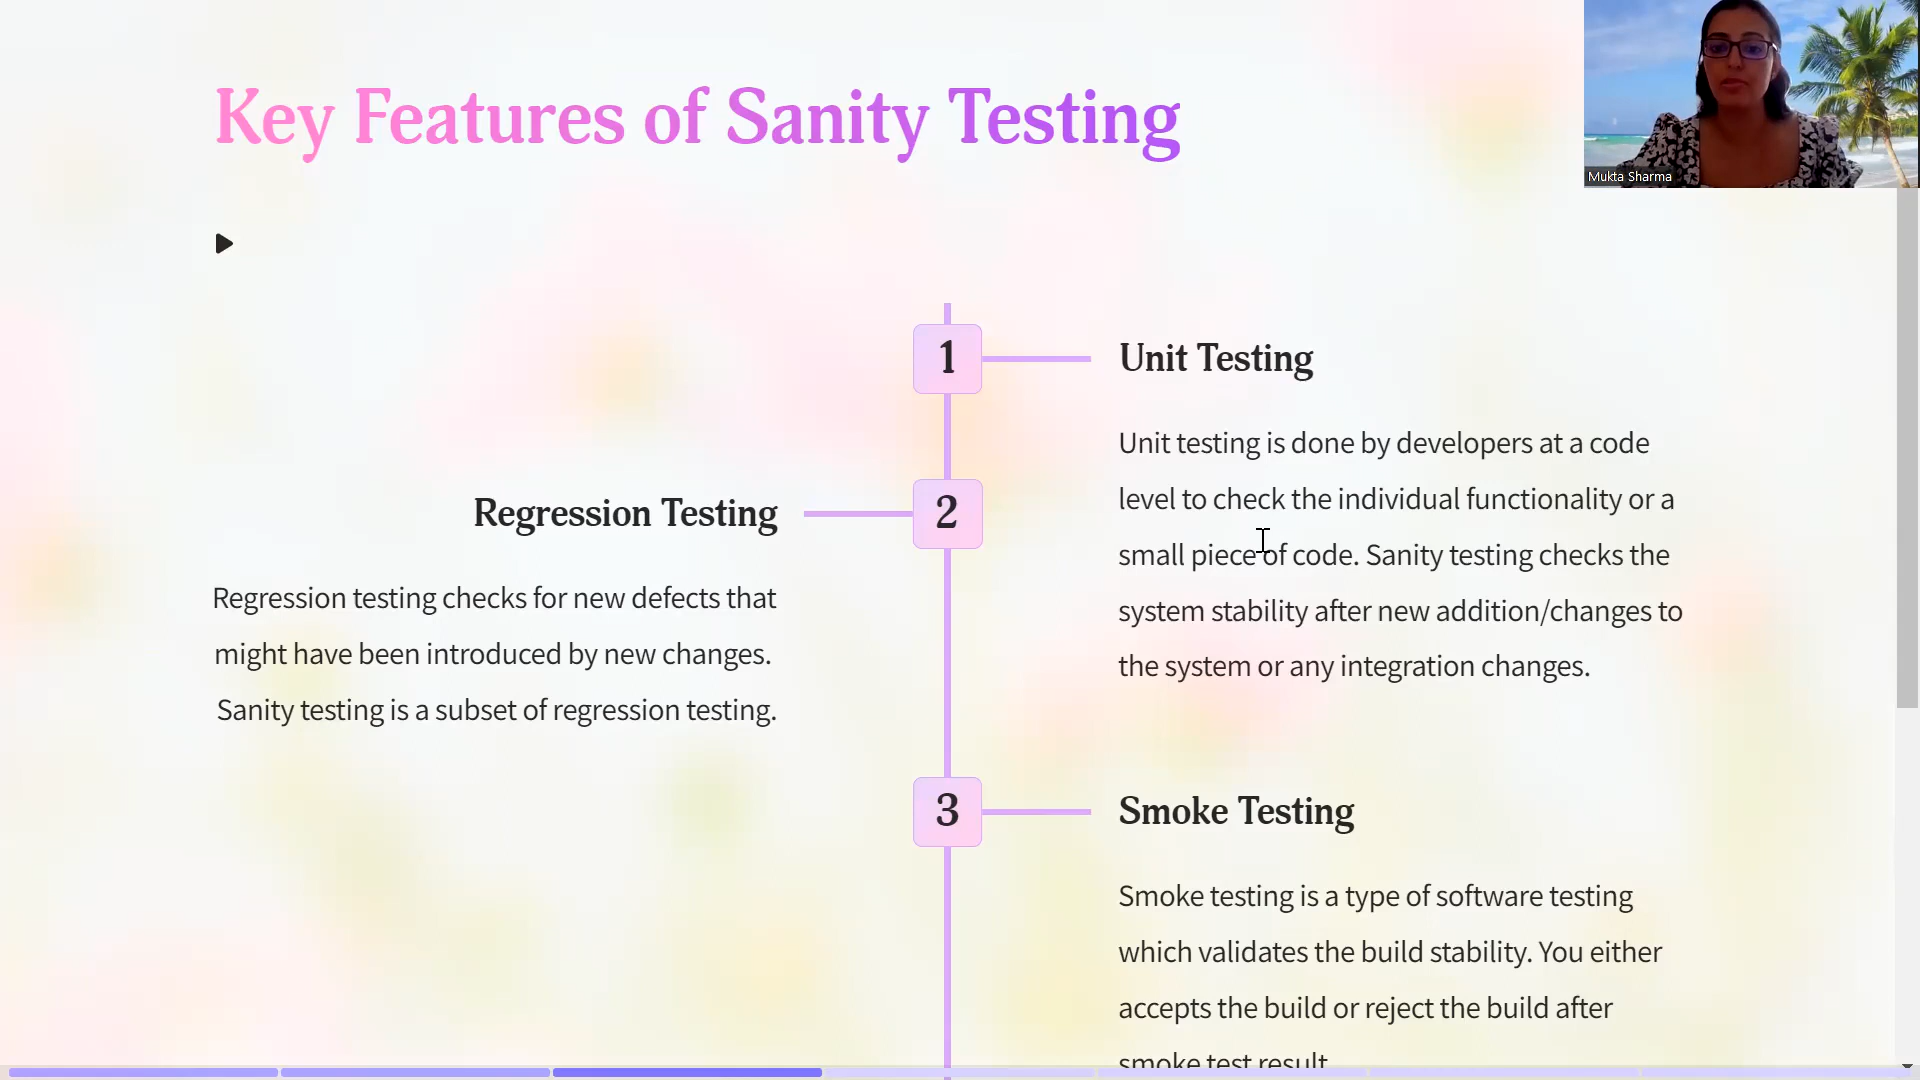 Key Features of Sanity Testing
Mukta Sharma
1
Unit Testing
Unit testing is done by developers at a code
level to check the individual functionality or a
small piece of code. Sanity testing checks the
system stability after new addition/changes to
the system or any integration changes.
2
Regression Testing
Regression testing checks for new defects that
might have been introduced by new changes.
Sanity testing is a subset of regression testing.
3
Smoke Testing
Smoke testing is a type of software testing
which validates the build stability. You either
accepts the build or reject the build after
smoke test result